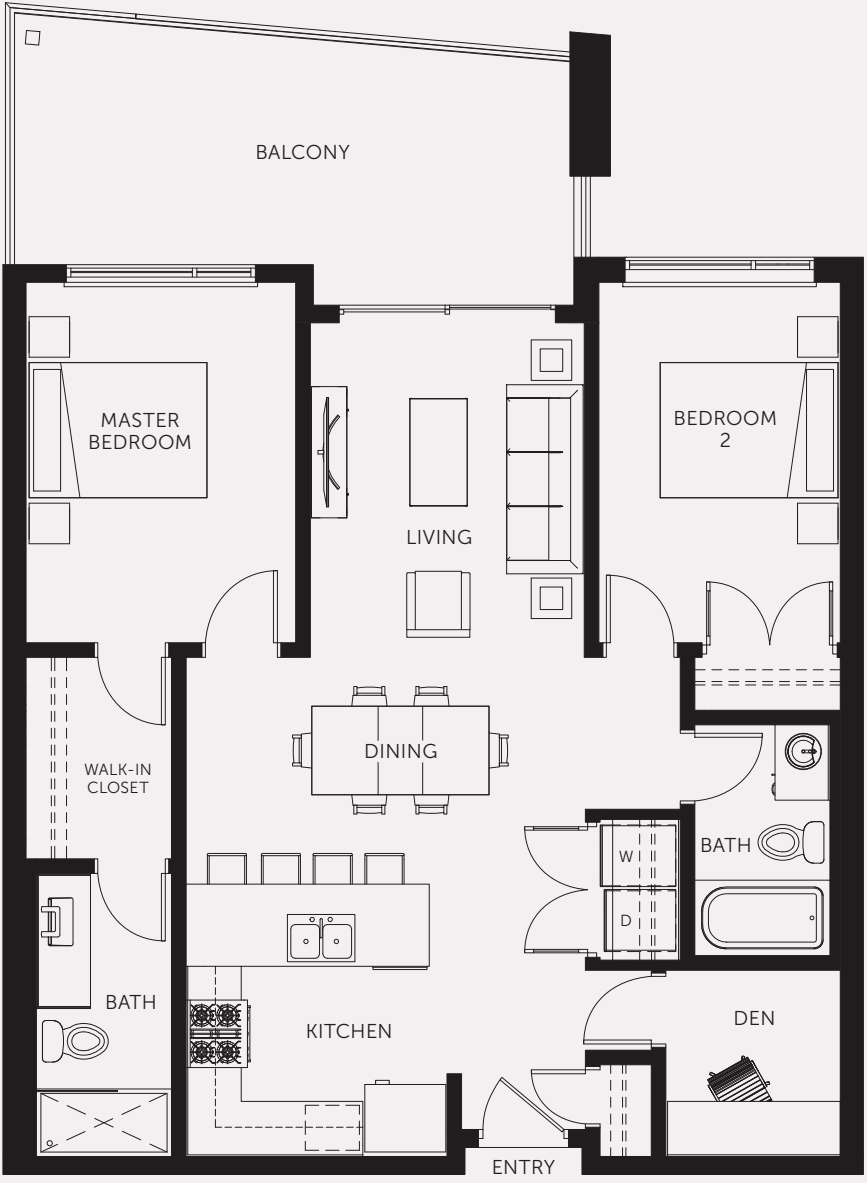 BALCONY
MASTER
BEDROOM
BEDROOM
2
LIVING
DINING
WALK-IN
CLOSET
BATH
W
D
BATH
KITCHEN
DEN
ENTRY